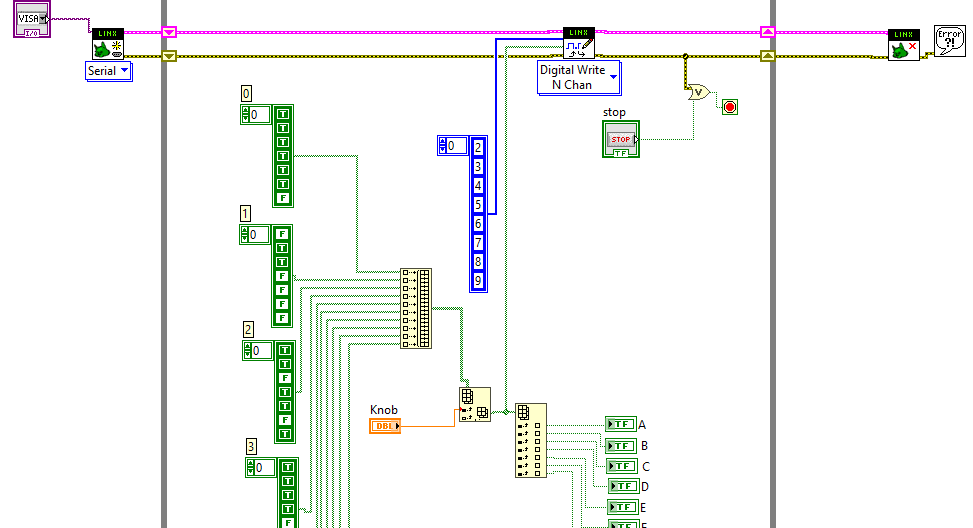 VISA
I/O
LINX
Serial
LINX
Digital Write
N Chan
LINX
Error
?!
V
stop
STOP
TF
0
0
T
T
T
T
T
T
F
0
2
3
4
5
6
7
8
9
1
0
F
T
T
F
F
F
F
2
0
T
T
F
T
T
F
T
3
0
T
T
T
T
F
Knob
DBL
TF A
TF B
TF C
TF D
TF E
TF F